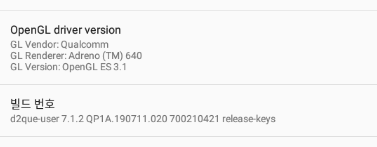 OpenGL driver version
GL Vendor: Qualcomm
GL Renderer: Adreno (TM) 640
GL Version: OpenGL ES 3.1
빌드 번호
d2que-user 7.1.2 QP1A.190711.020 700210421 release-keys